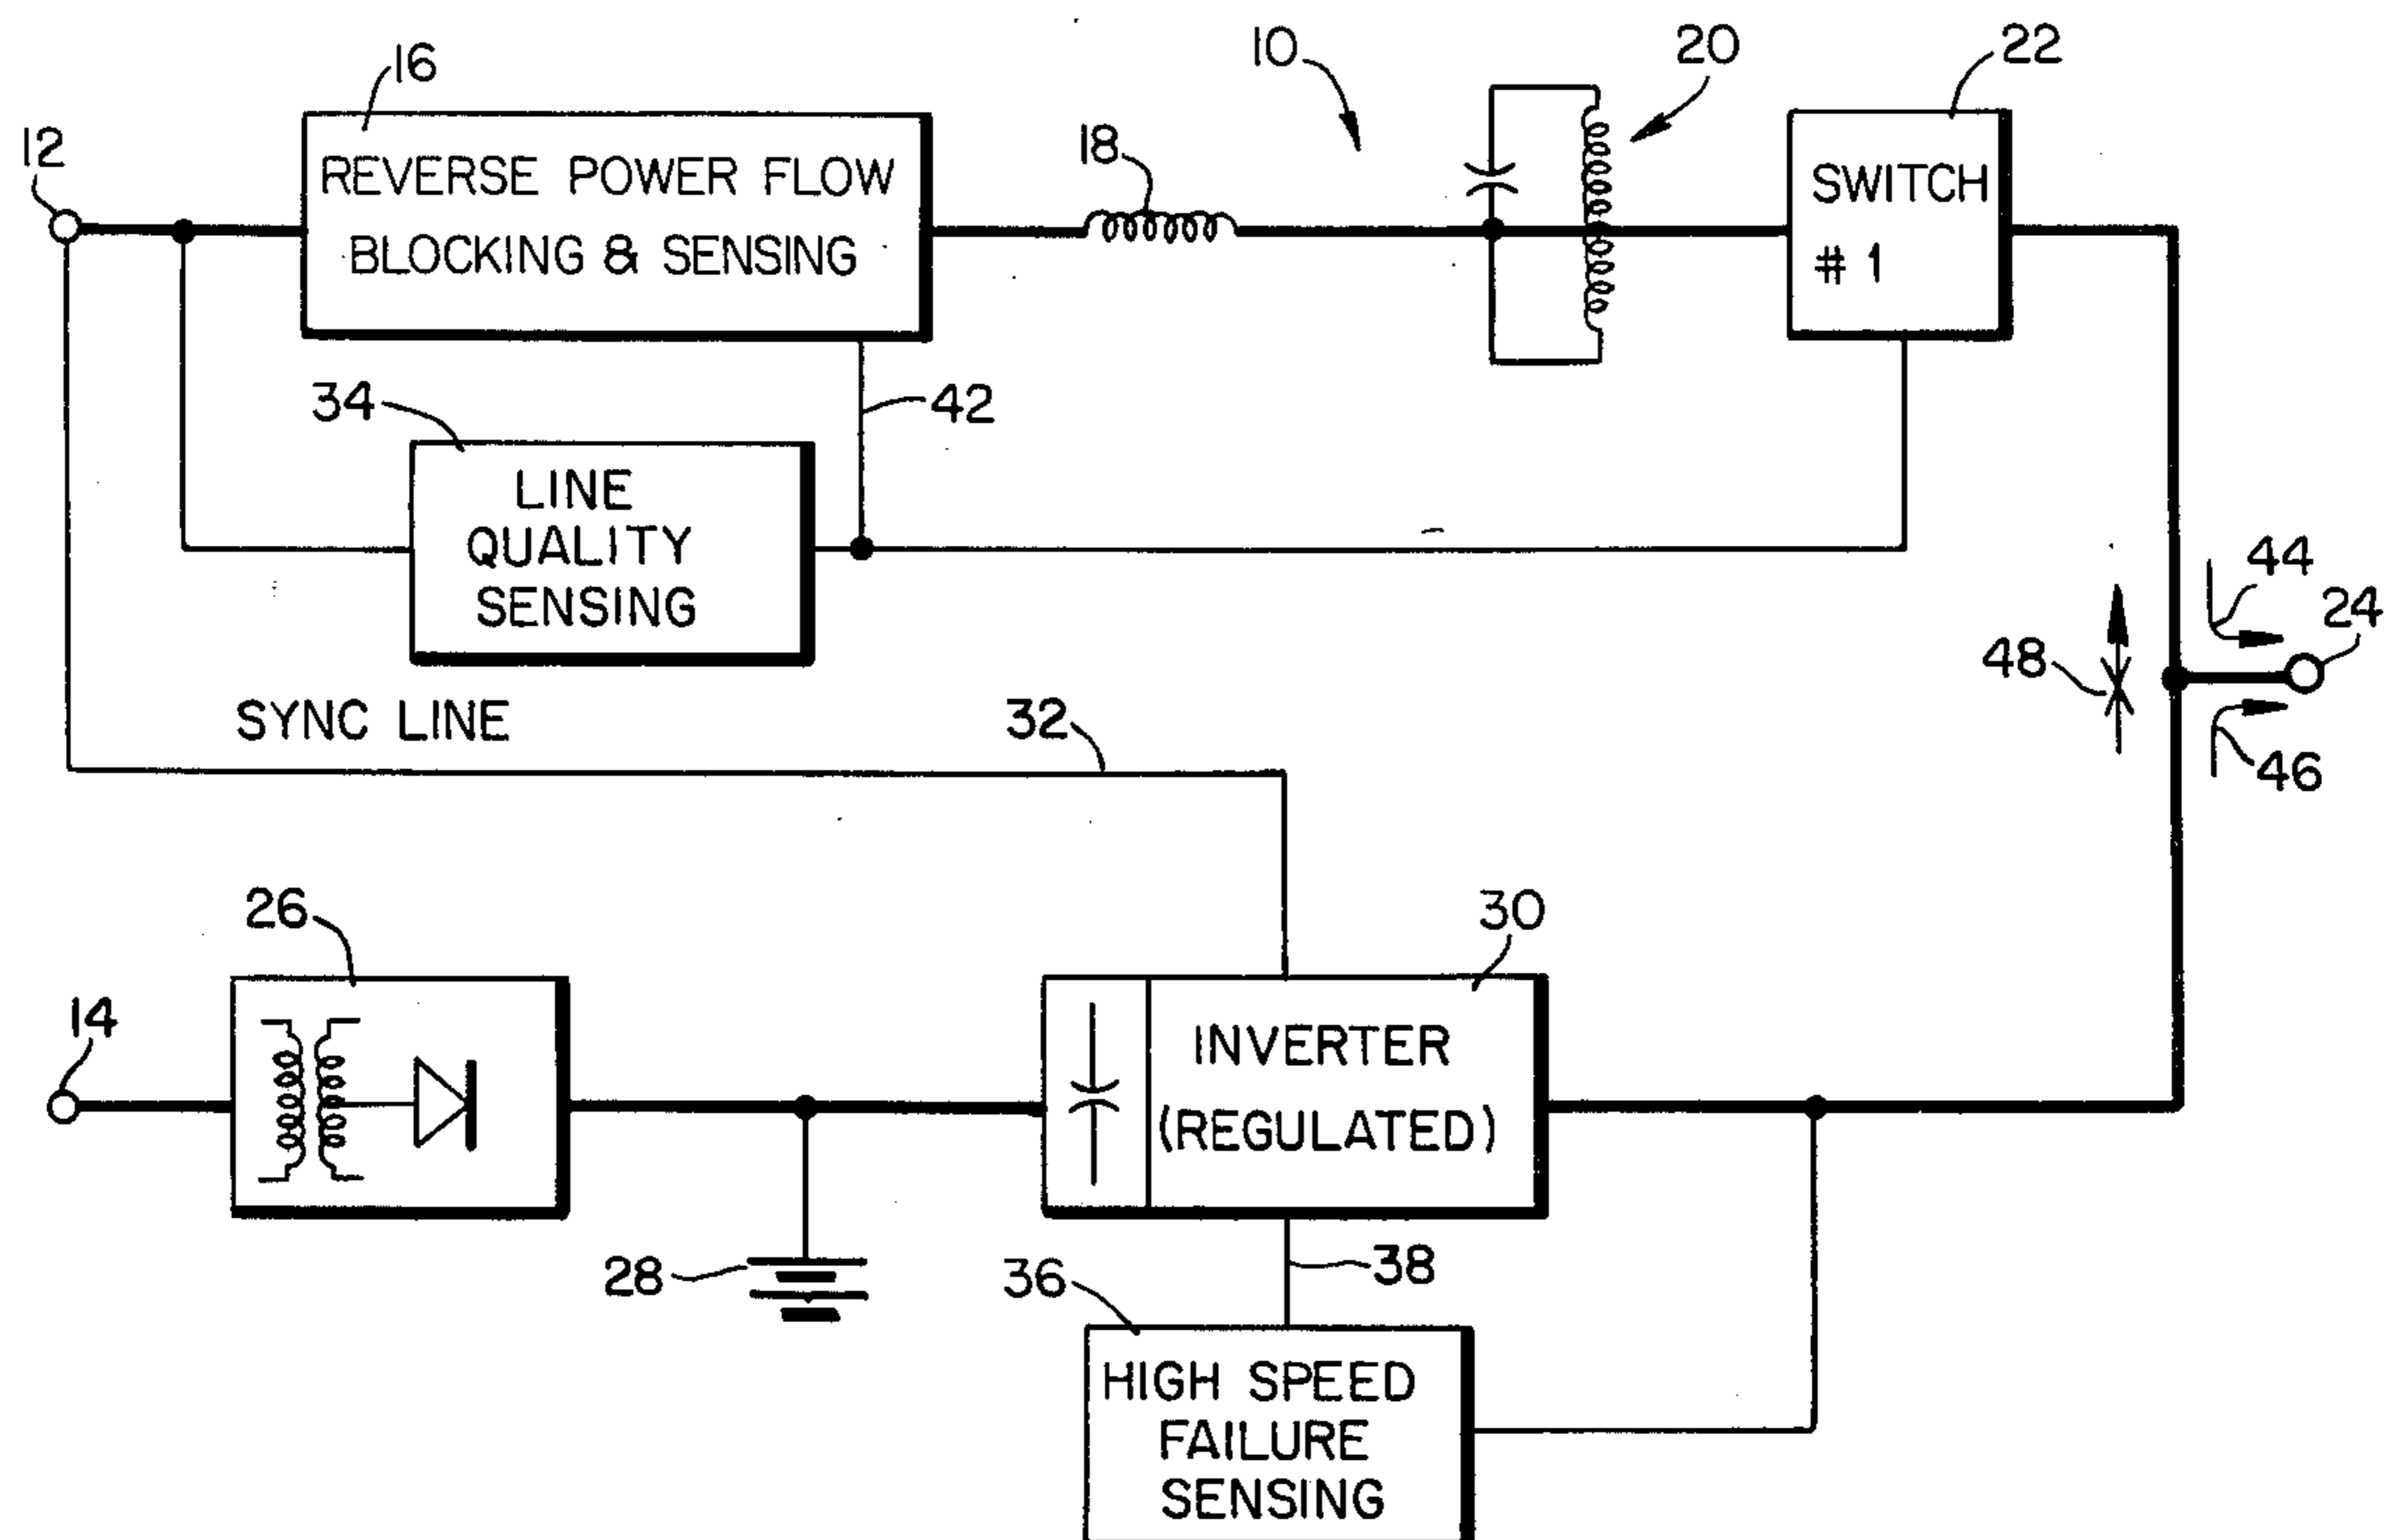 10
20
22
16
12
18
REVERSE POWER FLOW
BLOCKING & SENSING
SWITCH
# 1
34
42
LINE
QUALITY
SENSING
44
24
48
46
SYNC LINE
32
26
30
14
INVERTER
(REGULATED)
28
36
38
HIGH SPEED
FAILURE
SENSING